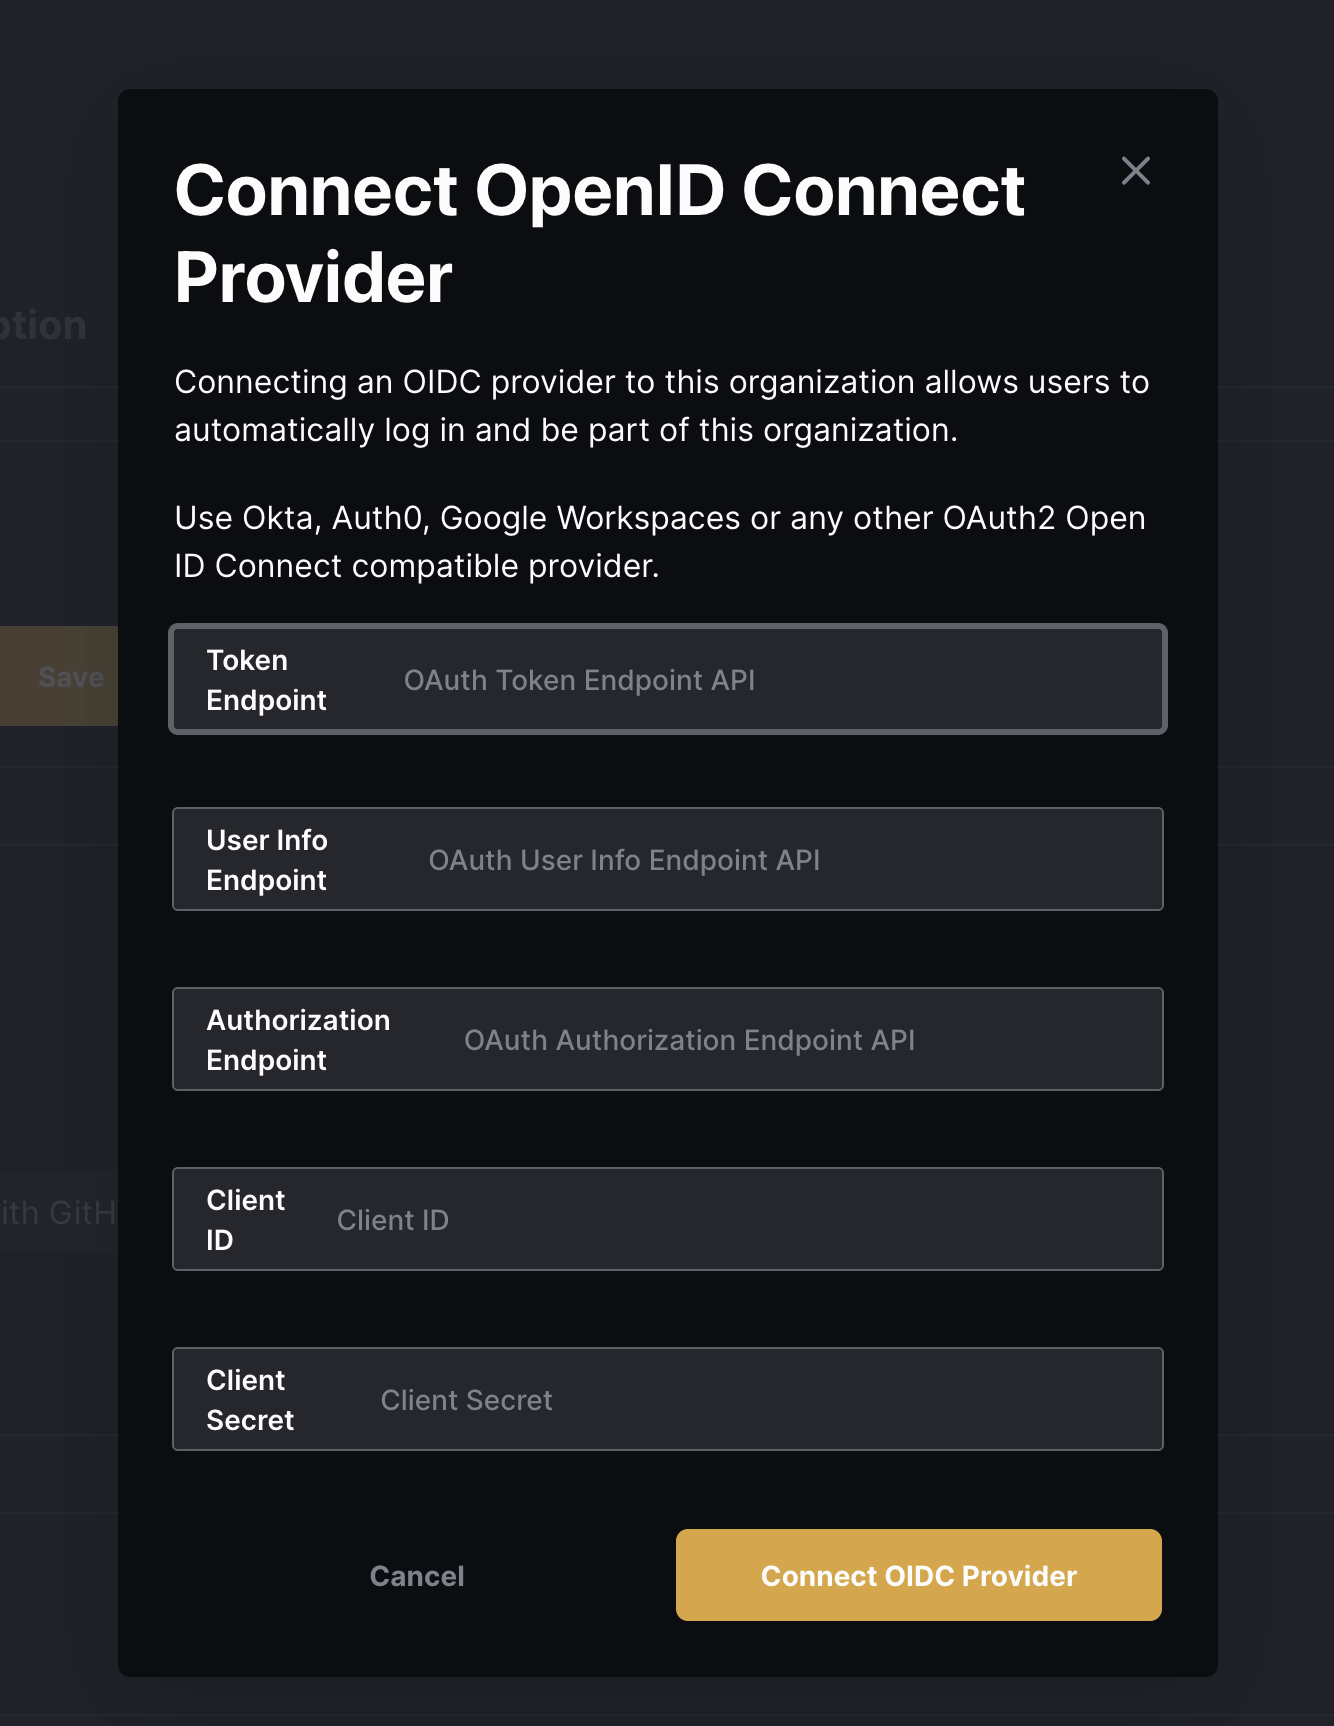 Connect OpenID Connect
Provider
Connecting an OIDC provider to this organization allows users to
automatically log in and be part of this organization.
Use Okta, Auth0, Google Workspaces or any other OAuth2 Open
ID Connect compatible provider.
Token
Endpoint
OAuth Token Endpoint API
User Info
Endpoint
OAuth User Info Endpoint API
Authorization
Endpoint
OAuth Authorization Endpoint API
Client
ID
Client ID
Client
Secret
Client Secret
Cancel
Connect OIDC Provider
ption
Save
ith GitH